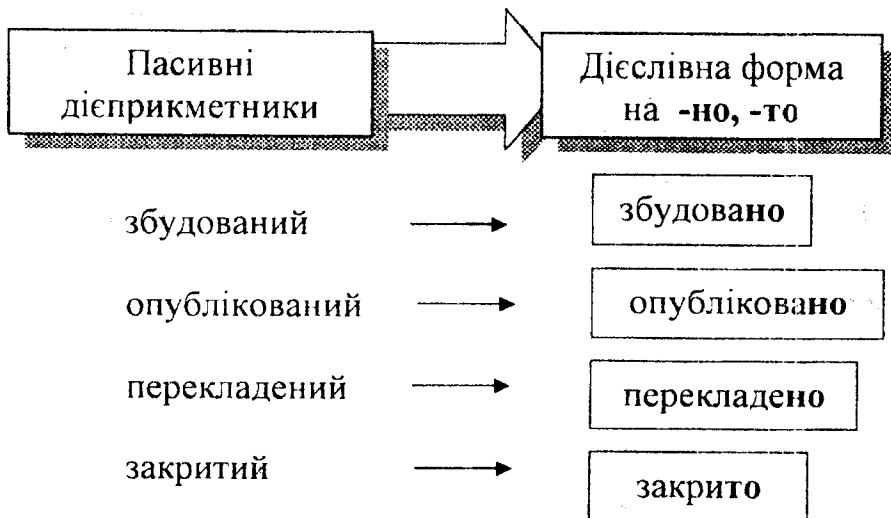 Пасивні
дієприкметники
Дієслівна форма
на -но, -то
збудований
збудовано
опублікований
опубліковано
перекладений
перекладено
закритий
закрито